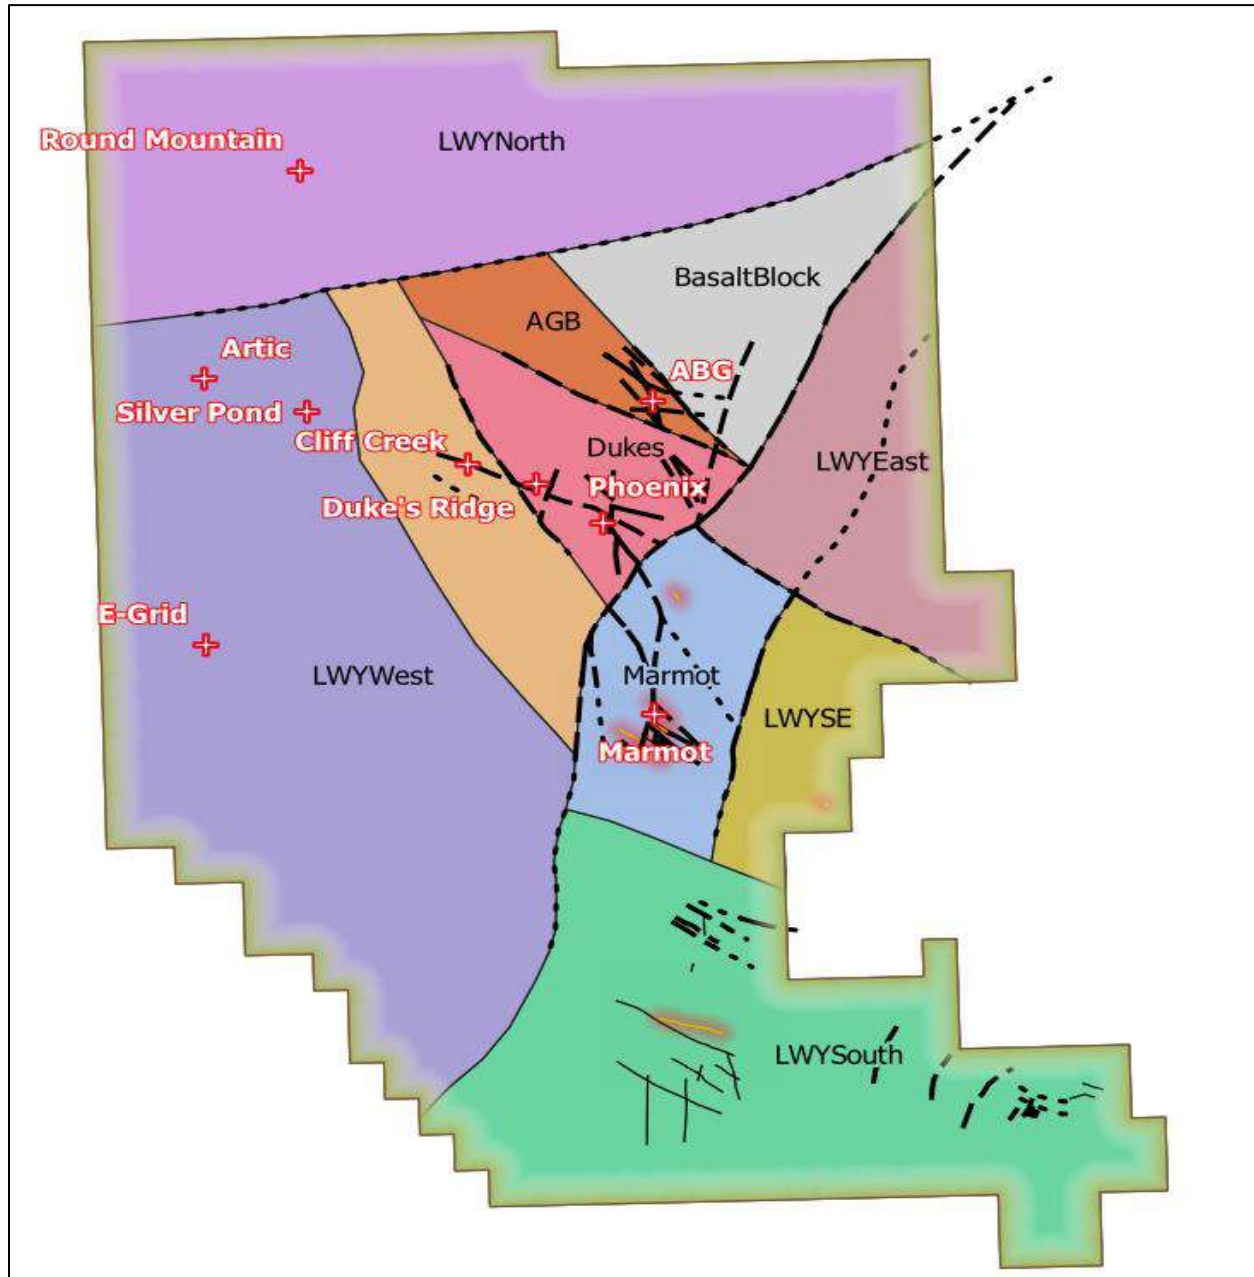 Round Mountain
LWYNorth
BasaltBlock
AGB
Artic
ABG
Silver Pond
Cliff Creek
Dukes
LWYEast
Phoenix
Duke's Ridge
E-Grid
LWYWest
Marmot
LWYSE
Marmot
LWYSouth